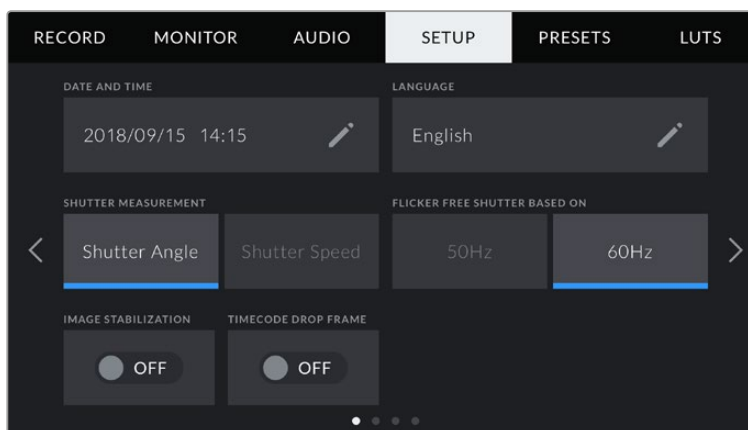 RECORD MONITOR AUDIO SETUP PRESETS LUTS
DATE AND TIME LANGUAGE
2018/09/15 14:15 English
SHUTTER MEASUREMENT FLICKER FREE SHUTTER BASED ON
Shutter Angle Shutter Speed 50Hz 60Hz
IMAGE STABILIZATION TIMECODE DROP FRAME
OFF OFF